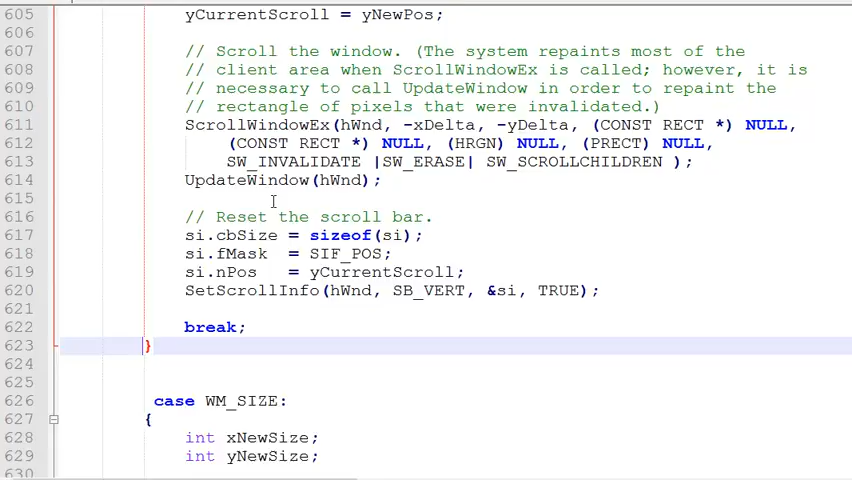 605 yCurrentScroll = yNewPos;
606
607 // Scroll the window. (The system repaints most of the
608 // client area when ScrollWindowEx is called; however, it is
609 // necessary to call UpdateWindow in order to repaint the
610 // rectangle of pixels that were invalidated.)
611 ScrollWindowEx(hWnd, -xDelta, -yDelta, (CONST RECT *) NULL,
612 (CONST RECT *) NULL, (HRGN) NULL, (PRECT) NULL,
613 SW_INVALIDATE |SW_ERASE| SW_SCROLLCHILDREN );
614 UpdateWindow(hWnd);
615
616 // Reset the scroll bar.
617 si.cbSize = sizeof(si);
618 si.fMask  = SIF_POS;
619 si.nPos   = yCurrentScroll;
620 SetScrollInfo(hWnd, SB_VERT, &si, TRUE);
621
622 break;
623 }
624
625
626 case WM_SIZE:
627 {
628 int xNewSize;
629 int yNewSize;
630